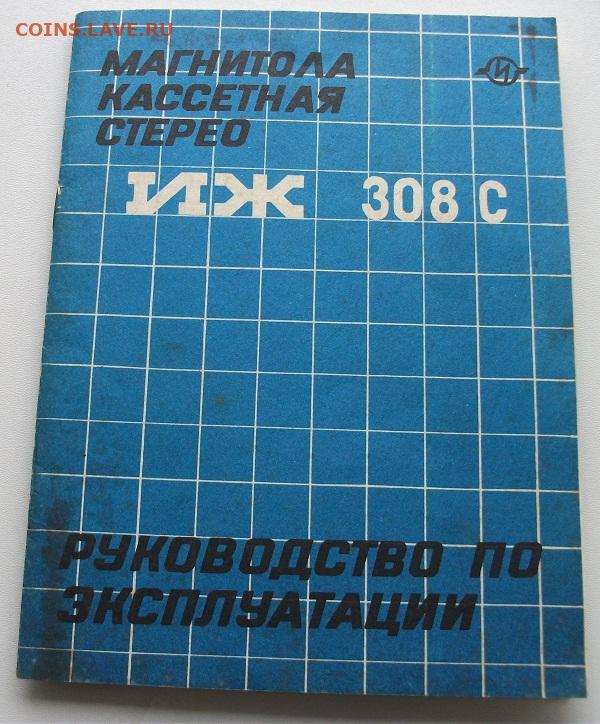 COINS.LAVE.RU
МАГНИТОЛА
КАССЕТНАЯ
СТЕРЕО
И
ИЖ 308 С
РУКОВОДСТВО ПО
ЭКСПЛУАТАЦИИ